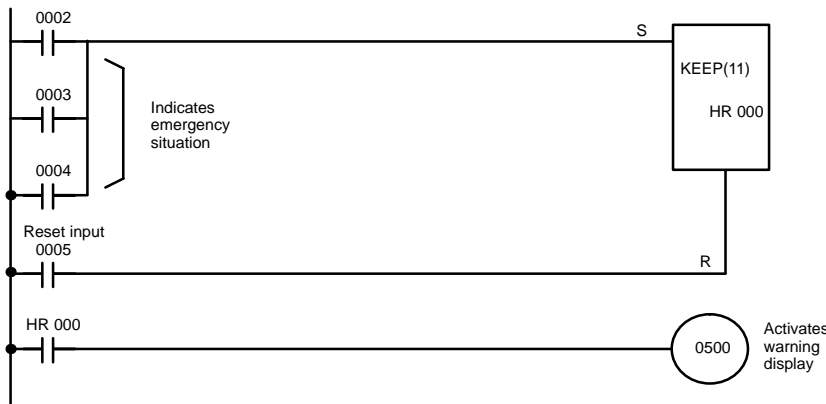 0002
S
KEEP(11)
0003
HR 000
Indicates
emergency
situation
0004
Reset input
0005
R
HR 000
0500
Activates
warning
display